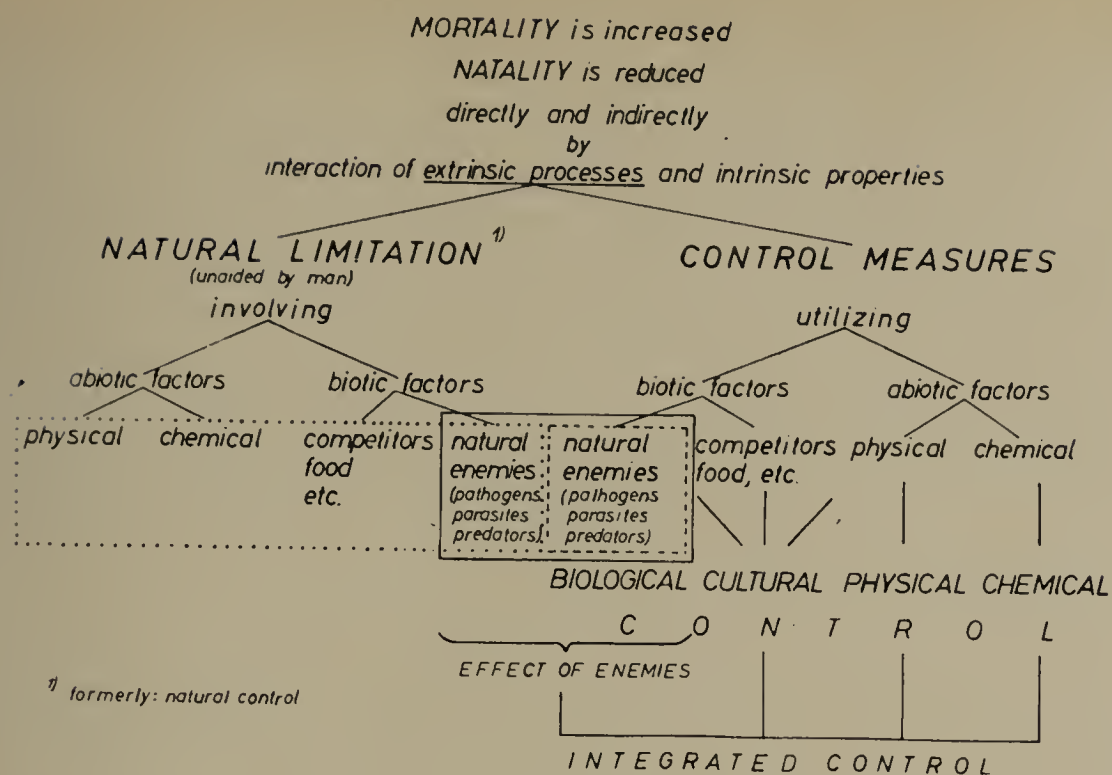 MORTALITY is increased
NATALITY is reduced
directly and indirectly
by
interaction of extrinsic processes and intrinsic properties
NATURAL LIMITATION 1)
(unaided by man)
CONTROL MEASURES
involving
utilizing
abiotic factors
biotic factors
biotic factors
abiotic factors
physical
chemical
competitors
food
etc.
natural
enemies
(pathogens
parasites
predators)
natural
enemies
(pathogens
parasites
predators)
competitors
food, etc.
physical
chemical
BIOLOGICAL CULTURAL PHYSICAL CHEMICAL
C O N T R O L
EFFECT OF ENEMIES
1) formerly: natural control
INTEGRATED CONTROL